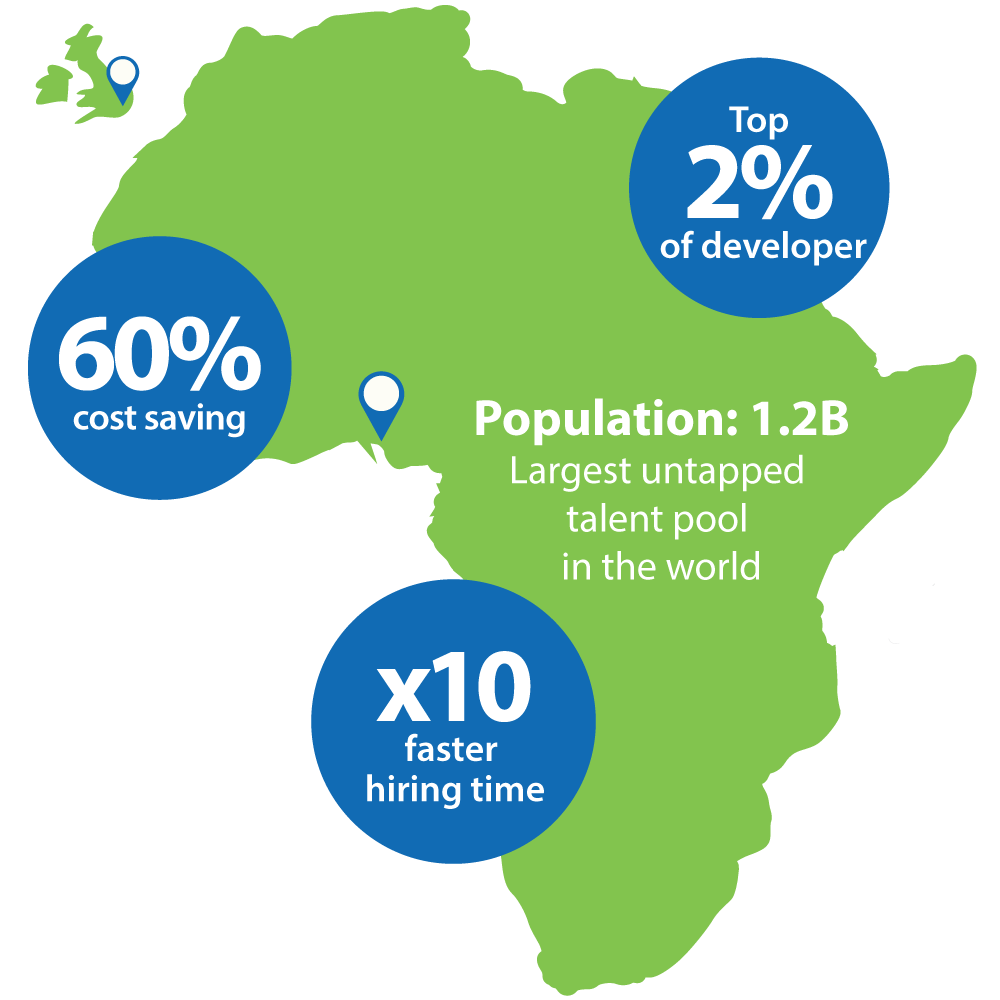 Top
2%
of developer
60%
cost saving
Population: 1.2B
Largest untapped
talent pool
in the world
x10
faster
hiring time